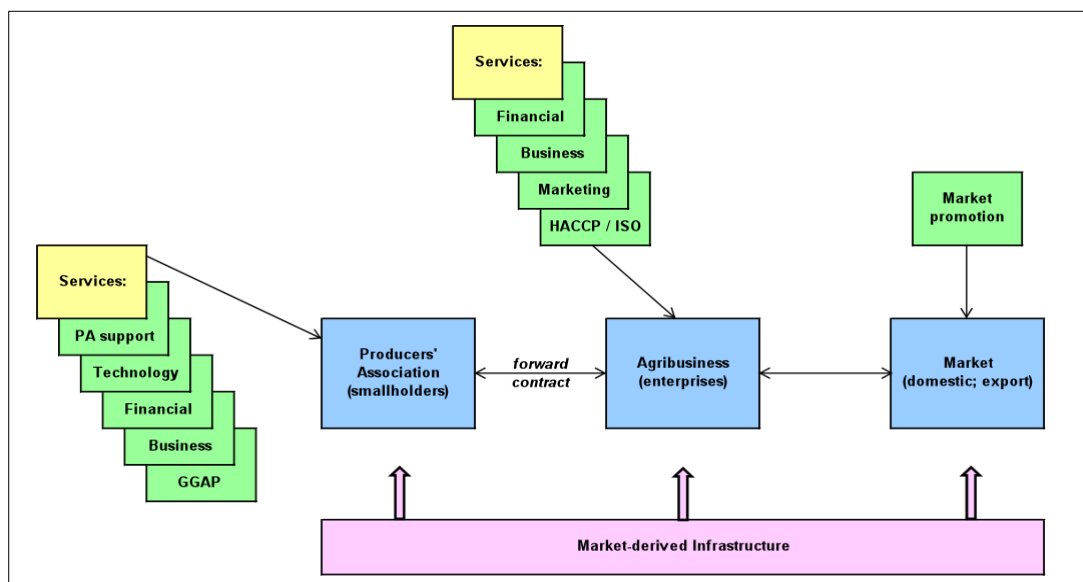 Services:
Financial
Business
Marketing
HACCP / ISO
Market
promotion
Services:
PA support
Technology
Financial
Business
GGAP
Producers'
Association
(smallholders)
forward
contract
Agribusiness
(enterprises)
Market
(domestic; export)
Market-derived Infrastructure